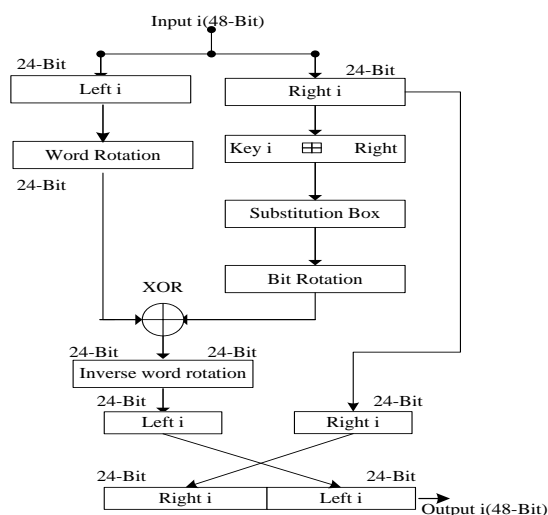 Input i(48-Bit)
24-Bit
24-Bit
Left i
Right i
Word Rotation
Key i ⊞ Right
24-Bit
Substitution Box
Bit Rotation
XOR
24-Bit
24-Bit
Inverse word rotation
24-Bit
24-Bit
Left i
Right i
24-Bit
24-Bit
Right i
Left i
Output i(48-Bit)